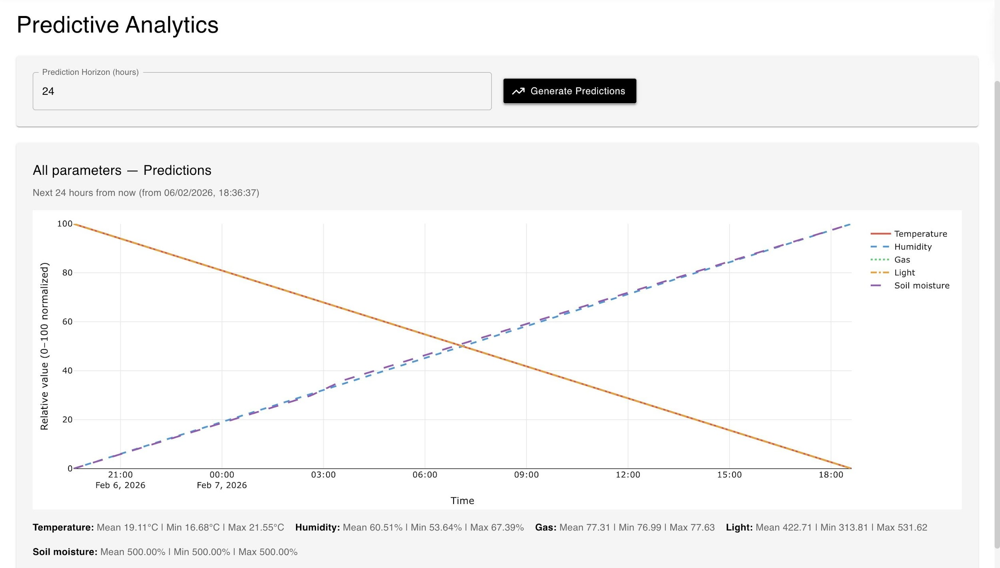 Predictive Analytics
Prediction Horizon (hours)
24
Generate Predictions
All parameters — Predictions
Next 24 hours from now (from 06/02/2026, 18:36:37)
Relative value (0–100 normalized)
100
80
60
40
20
0
21:00
Feb 6, 2026
00:00
Feb 7, 2026
03:00
06:00
09:00
12:00
15:00
18:00
Time
Temperature
Humidity
Gas
Light
Soil moisture
Temperature: Mean 19.11°C | Min 16.68°C | Max 21.55°C Humidity: Mean 60.51% | Min 53.64% | Max 67.39% Gas: Mean 77.31 | Min 76.99 | Max 77.63 Light: Mean 422.71 | Min 313.81 | Max 531.62
Soil moisture: Mean 500.00% | Min 500.00% | Max 500.00%